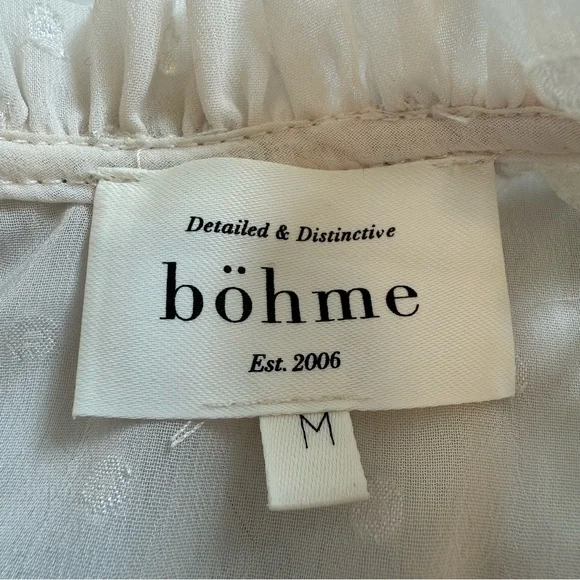 Detailed & Distinctive
böhme
Est. 2006
M